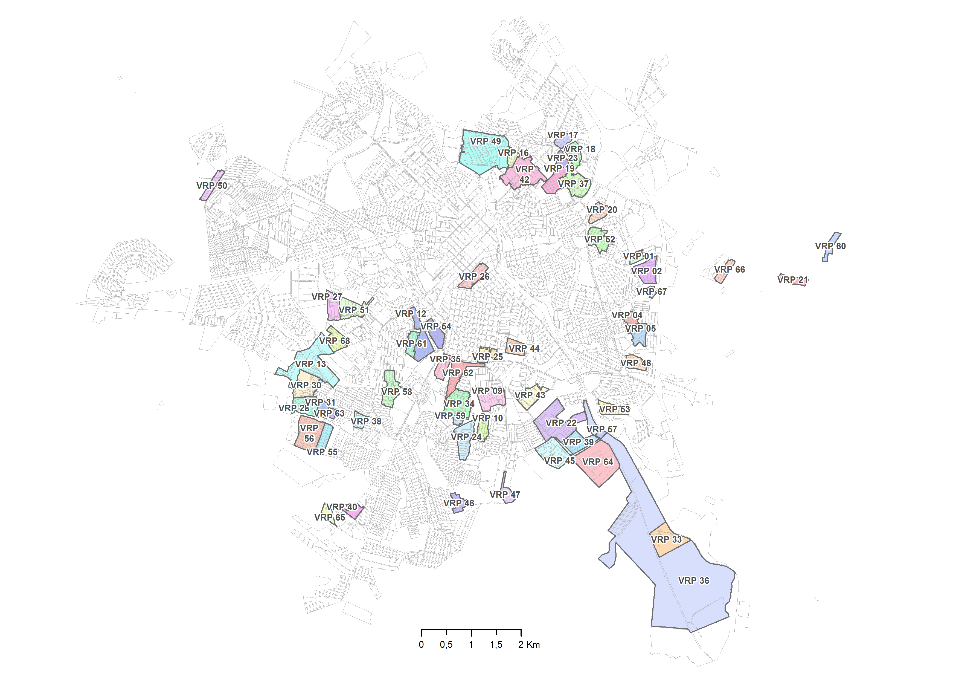 VRP 17
VRP 49
VRP 18
VRP 16
VRP 23
VRP 19
VRP
42
VRP 37
VRP 50
VRP 20
VRP 52
VRP 60
VRP 01
VRP 02
VRP 66
VRP 26
VRP 21
VRP 67
VRP 27
VRP 51
VRP 12
VRP 04
VRP 54
VRP 05
VRP 68
VRP 61
VRP 44
VRP 35
VRP 25
VRP 13
VRP 48
VRP 62
VRP 30
VRP 58
VRP 09
VRP 43
VRP 31
VRP 34
VRP 28
VRP 63
VRP 53
VRP 59
VRP 10
VRP 38
VRP 22
VRP 57
VRP
56
VRP 24
VRP 39
VRP 55
VRP 45
VRP 64
VRP 47
VRP 46
VRP 40
VRP 65
VRP 33
VRP 36
0 0,5 1 1,5 2 Km